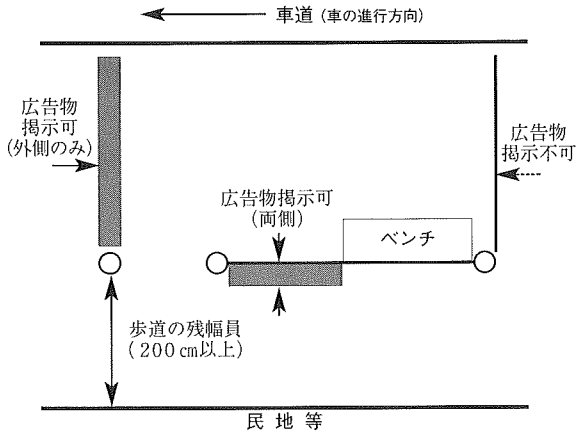 車道（車の進行方向）
広告物
掲示可
（外側のみ）
広告物
掲示不可
広告物掲示可
（両側）
ベンチ
歩道の残幅員
（２００㎝以上）
民 地 等